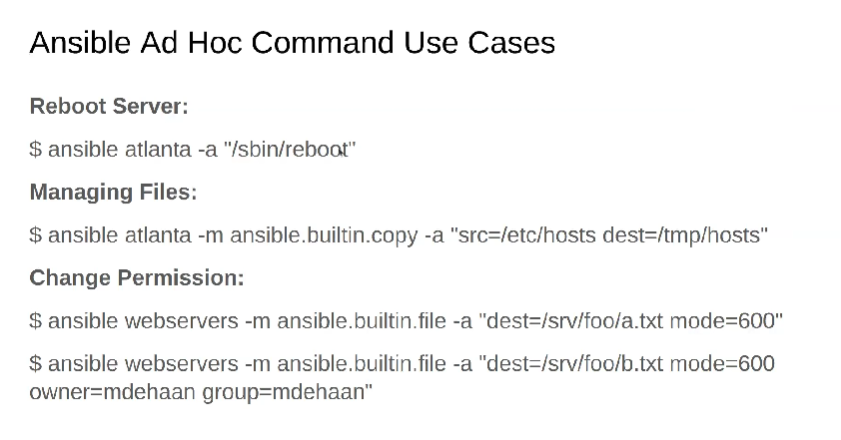 Ansible Ad Hoc Command Use Cases
Reboot Server:
$ ansible atlanta -a "/sbin/reboot"
Managing Files:
$ ansible atlanta -m ansible.builtin.copy -a "src=/etc/hosts dest=/tmp/hosts"
Change Permission:
$ ansible webservers -m ansible.builtin.file -a "dest=/srv/foo/a.txt mode=600"
$ ansible webservers -m ansible.builtin.file -a "dest=/srv/foo/b.txt mode=600
owner=mdehaan group=mdehaan"